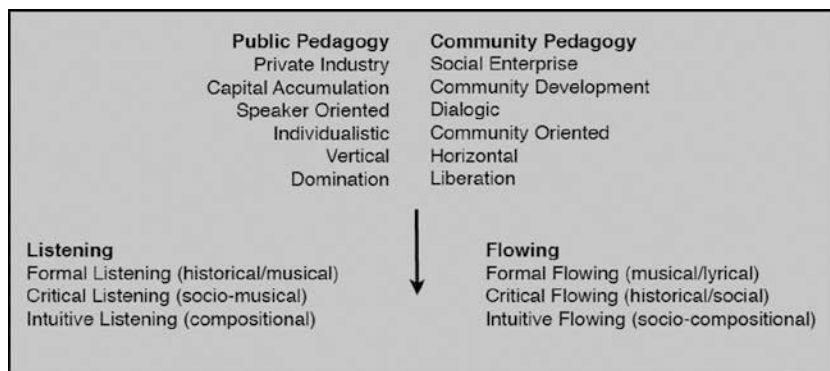 Public Pedagogy Community Pedagogy
Private Industry Social Enterprise
Capital Accumulation Community Development
Speaker Oriented Dialogic
Individualistic Community Oriented
Vertical Horizontal
Domination Liberation
Listening Flowing
Formal Listening (historical/musical) Formal Flowing (musical/lyrical)
Critical Listening (socio-musical) Critical Flowing (historical/social)
Intuitive Listening (compositional) Intuitive Flowing (socio-compositional)